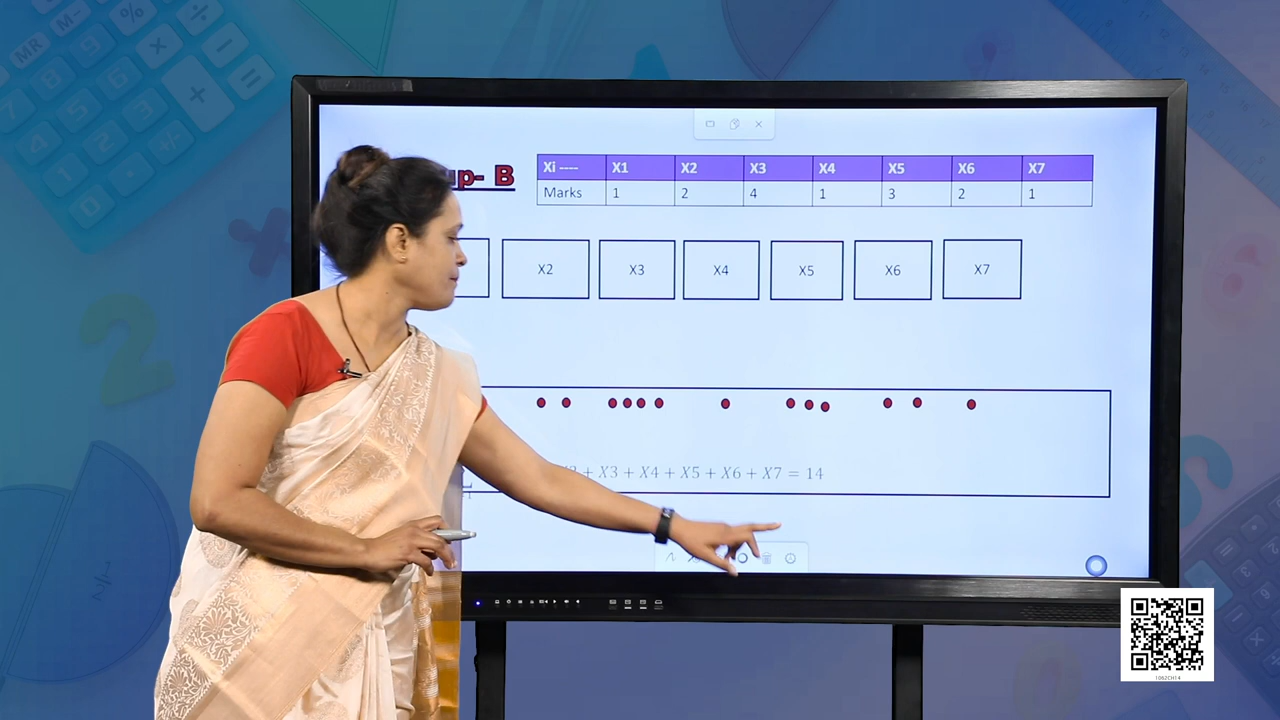 up- B
Xi ---- X1 X2 X3 X4 X5 X6 X7
Marks 1 2 4 1 3 2 1
X2 X3 X4 X5 X6 X7
+ X3 + X4 + X5 + X6 + X7 = 14
1062CH14